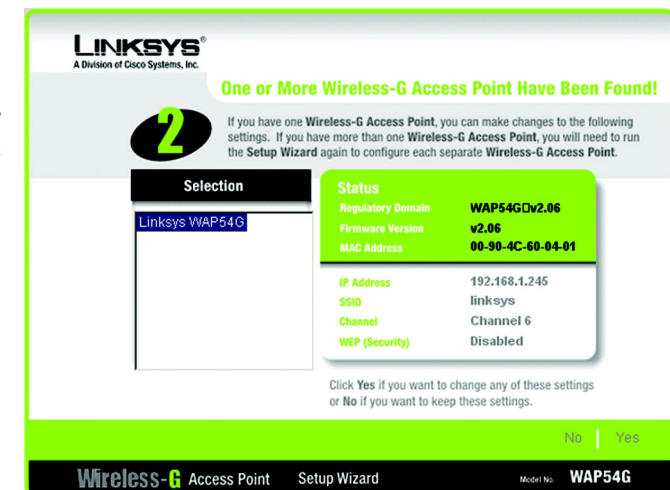 LINKSYS®
A Division of Cisco Systems, Inc.
One or More Wireless-G Access Point Have Been Found!
2
If you have one Wireless-G Access Point, you can make changes to the following
settings. If you have more than one Wireless-G Access Point, you will need to run
the Setup Wizard again to configure each separate Wireless-G Access Point.
Selection
Linksys WAP54G
Status
Regulatory Domain WAP54G□v2.06
Firmware Version v2.06
MAC Address 00-90-4C-60-04-01
IP Address 192.168.1.245
SSID linksys
Channel Channel 6
WEP (Security) Disabled
Click Yes if you want to change any of these settings
or No if you want to keep these settings.
No | Yes
Wireless-G Access Point Setup Wizard Model No. WAP54G